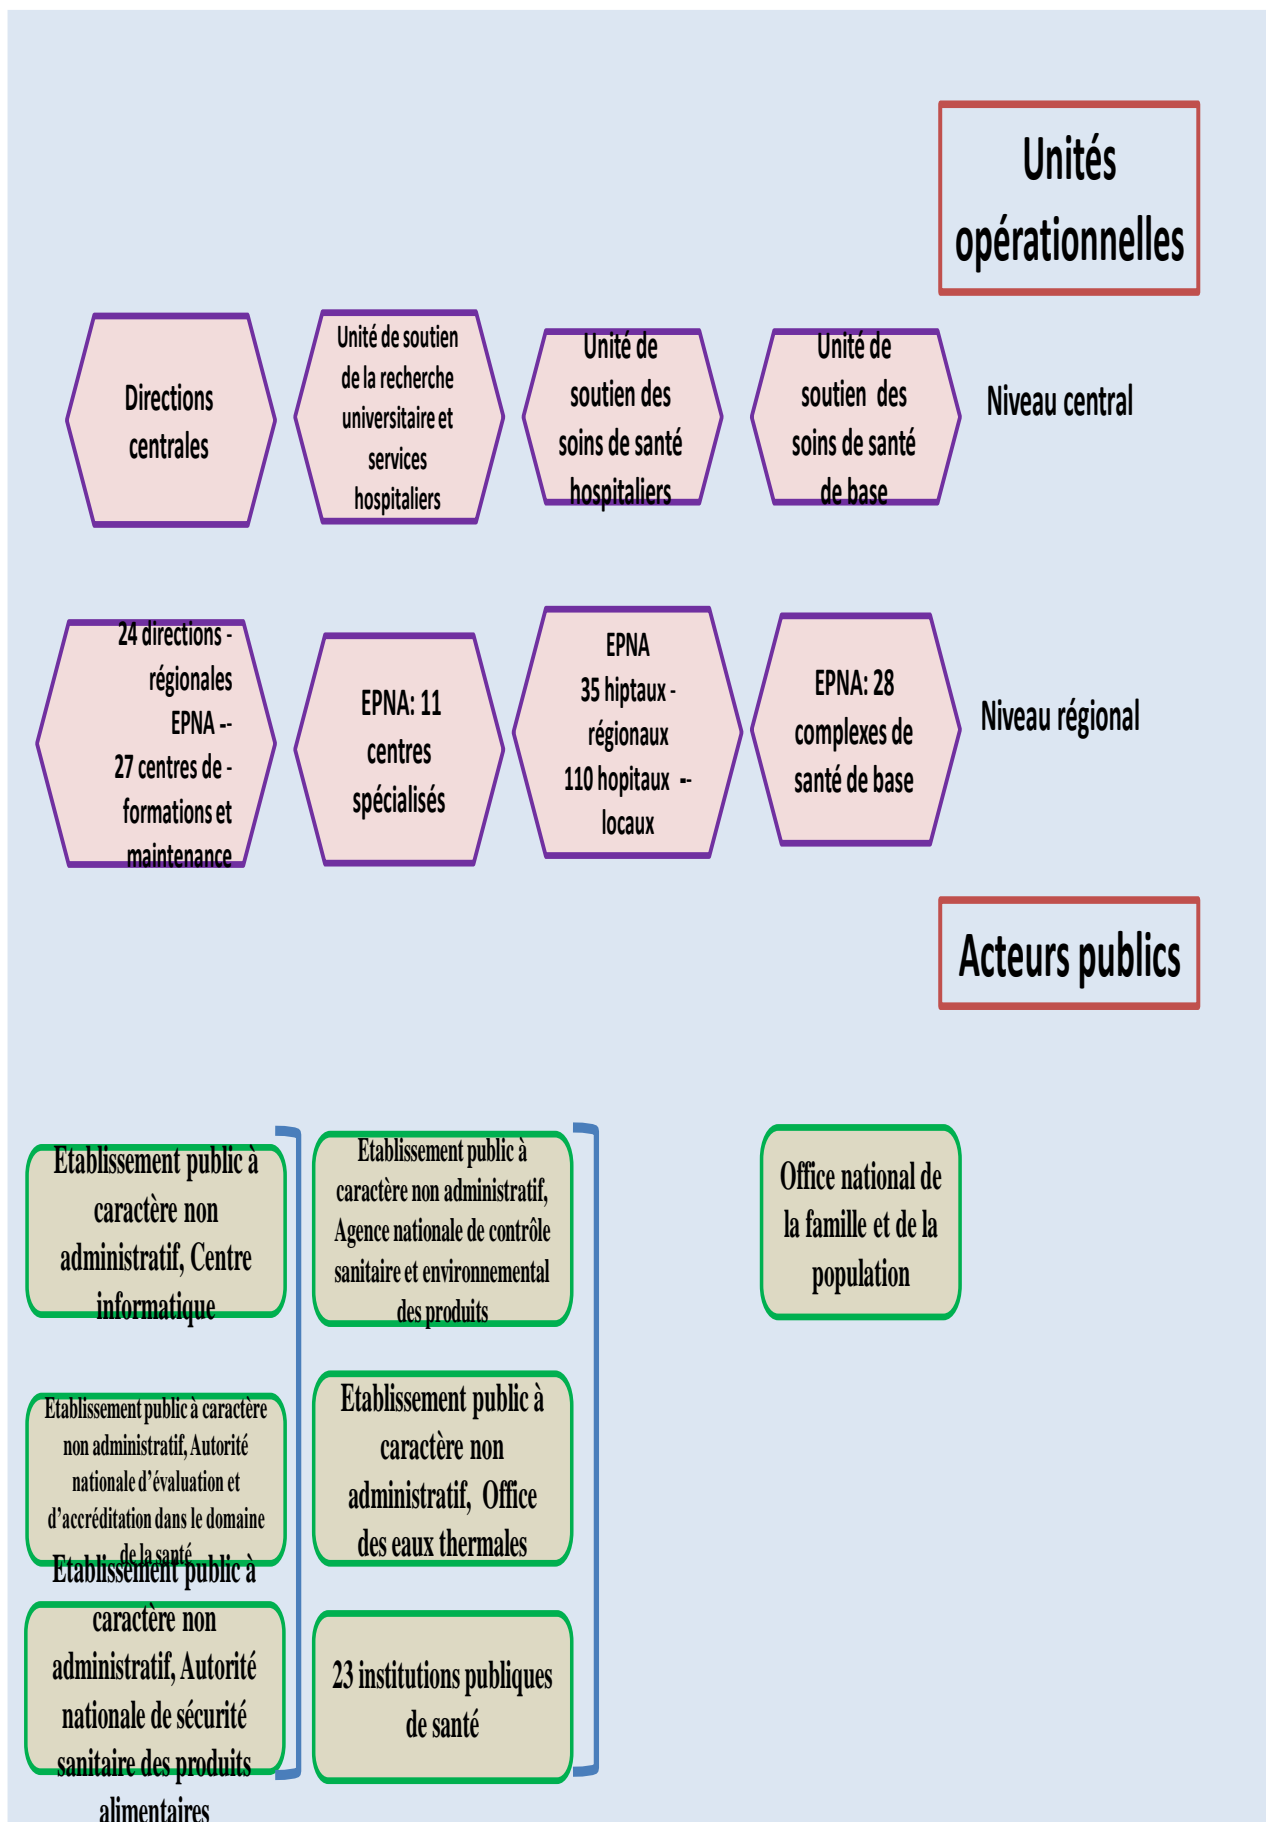 Unités
opérationnelles
Directions
centrales
Unité de soutien
de la recherche
universitaire et
services
hospitaliers
Unité de
soutien des
soins de santé
hospitaliers
Unité de
soutien des
soins de santé
de base
Niveau central
24 directions -
régionales
EPNA --
27 centres de -
formations et
maintenance
EPNA: 11
centres
spécialisés
EPNA
35 hiptaux -
régionaux
110 hopitaux --
locaux
EPNA: 28
complexes de
santé de base
Niveau régional
Acteurs publics
Etablissement public à
caractère non
administratif, Centre
informatique
Etablissement public à
caractère non administratif,
Agence nationale de contrôle
sanitaire et environnemental
des produits
Office national de
la famille et de la
population
Etablissement public à caractère
non administratif, Autorité
nationale d’évaluation et
d’accréditation dans le domaine
de la santé
Etablissement public à
caractère non
administratif, Office
des eaux thermales
Etablissement public à
caractère non
administratif, Autorité
nationale de sécurité
sanitaire des produits
alimentaires
23 institutions publiques
de santé